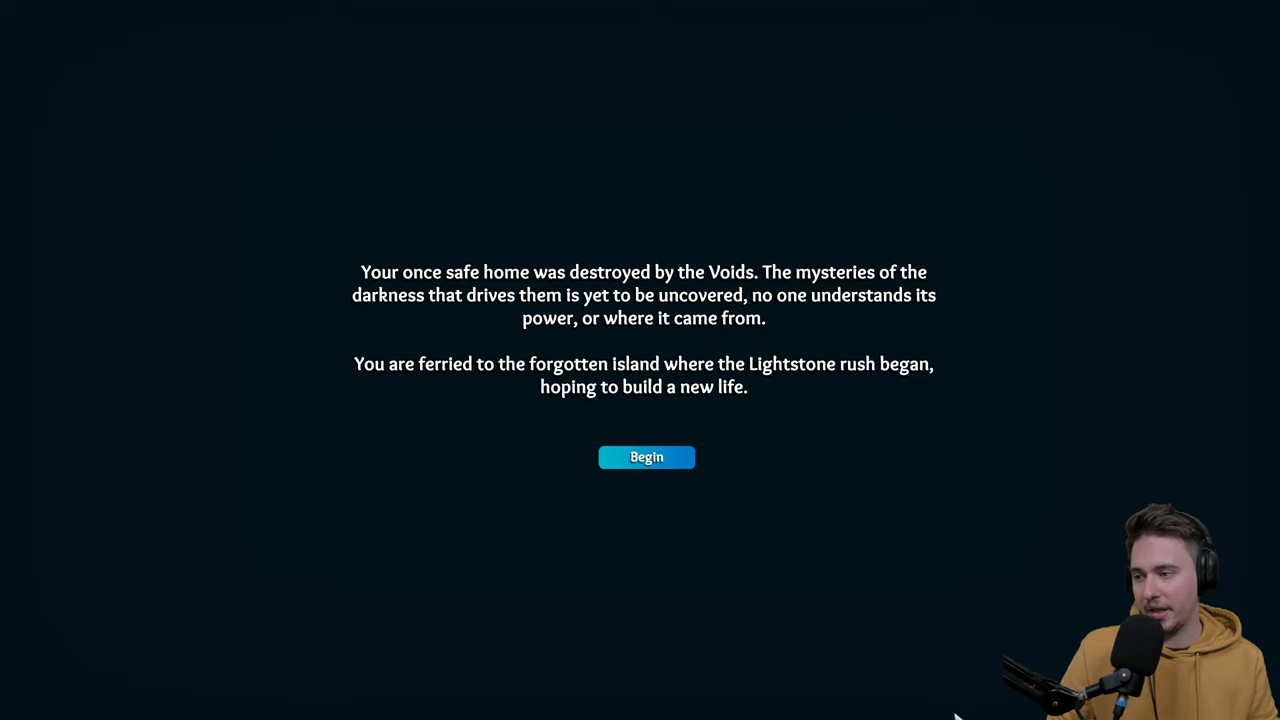 Your once safe home was destroyed by the Voids. The mysteries of the
darkness that drives them is yet to be uncovered, no one understands its
power, or where it came from.
You are ferried to the forgotten island where the Lightstone rush began,
hoping to build a new life.
Begin